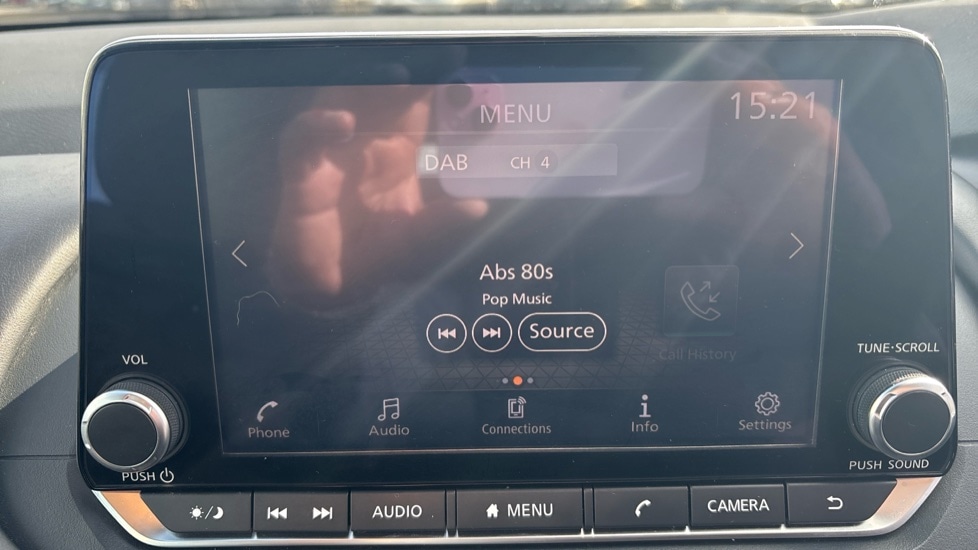 MENU
15:21
DAB CH 4
Abs 80s
Pop Music
Source
Call History
Phone
Audio
Connections
Info
Settings
VOL
PUSH
TUNE·SCROLL
PUSH SOUND
AUDIO
MENU
CAMERA